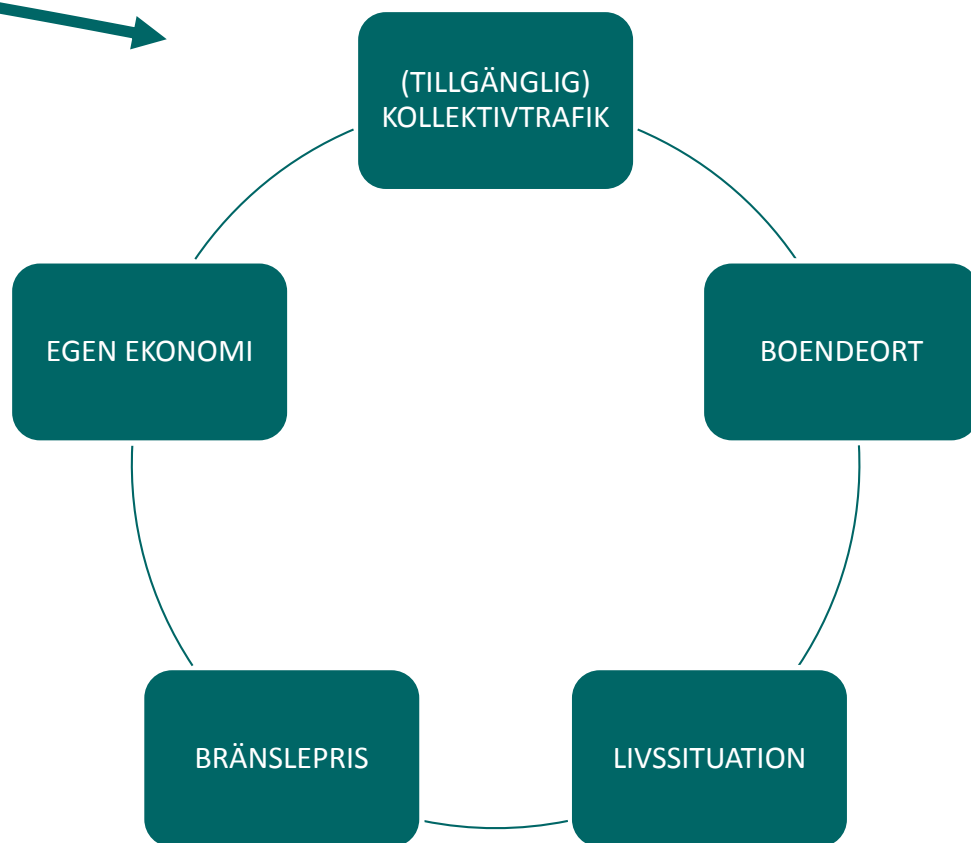 (TILLGÄNGLIG)
KOLLEKTIVTRAFIK
EGEN EKONOMI
BOENDEORT
BRÄNSLEPRIS
LIVSSITUATION